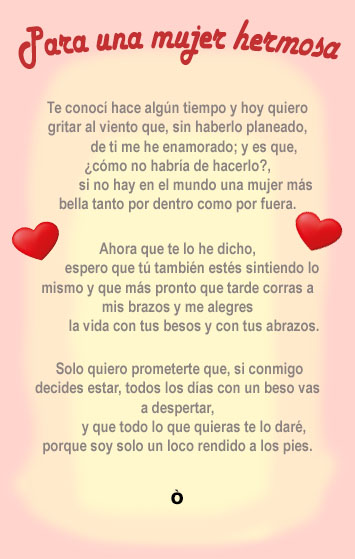 Para una mujer hermosa
Te conocí hace algún tiempo y hoy quiero
gritar al viento que, sin haberlo planeado,
de ti me he enamorado; y es que,
¿cómo no habría de hacerlo?,
si no hay en el mundo una mujer más
bella tanto por dentro como por fuera.
Ahora que te lo he dicho,
espero que tú también estés sintiendo lo
mismo y que más pronto que tarde corras a
mis brazos y me alegres
la vida con tus besos y con tus abrazos.
Solo quiero prometerte que, si conmigo
decides estar, todos los días con un beso vas
a despertar,
y que todo lo que quieras te lo daré,
porque soy solo un loco rendido a los pies.
ò